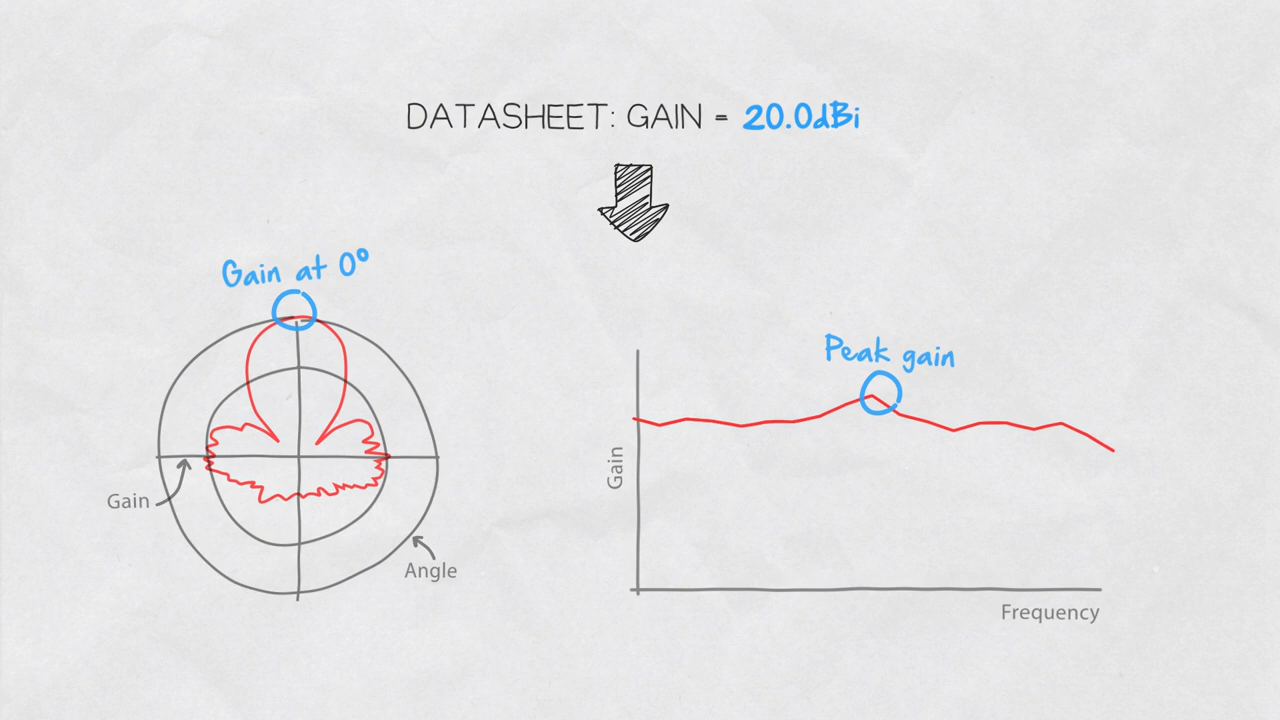 DATASHEET: GAIN = 20.0dBi
Gain at 0°
Peak gain
Gain
Gain
Angle
Frequency